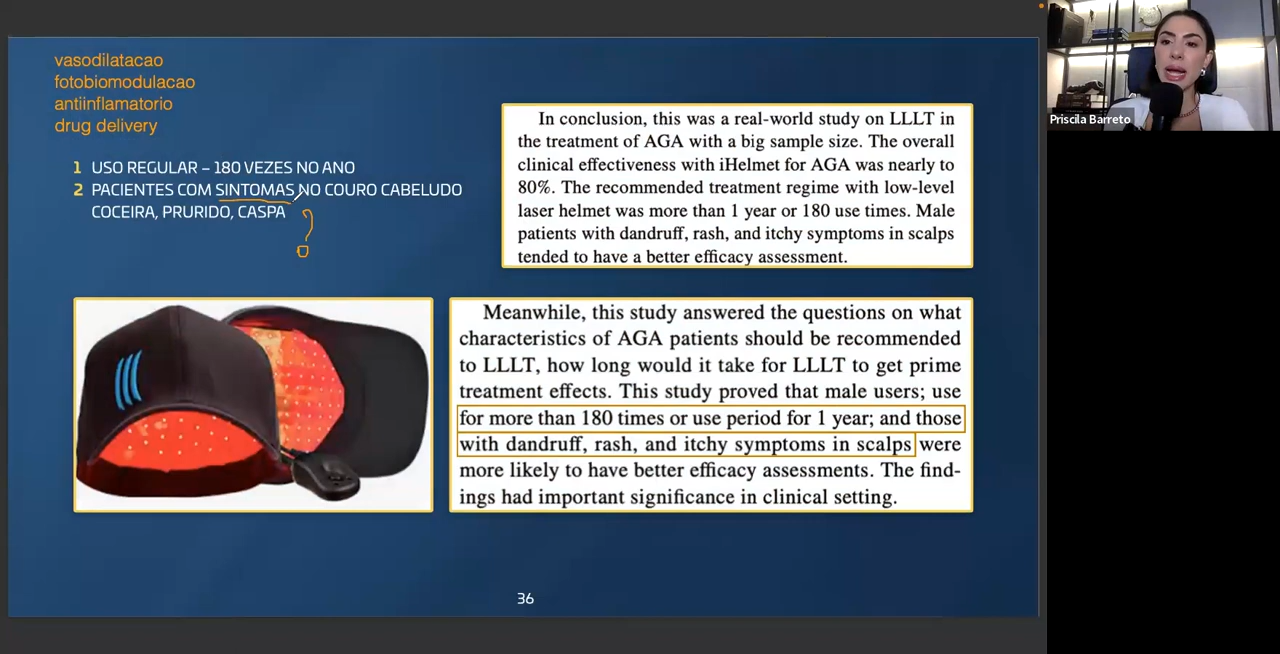 vasodilatacao
fotobiomodulacao
antiinflamatorio
drug delivery
1 USO REGULAR – 180 VEZES NO ANO
2 PACIENTES COM SINTOMAS NO COURO CABELUDO
COCEIRA, PRURIDO, CASPA
?
In conclusion, this was a real-world study on LLLT in
the treatment of AGA with a big sample size. The overall
clinical effectiveness with iHelmet for AGA was nearly to
80%. The recommended treatment regime with low-level
laser helmet was more than 1 year or 180 use times. Male
patients with dandruff, rash, and itchy symptoms in scalps
tended to have a better efficacy assessment.
Meanwhile, this study answered the questions on what
characteristics of AGA patients should be recommended
to LLLT, how long would it take for LLLT to get prime
treatment effects. This study proved that male users; use
for more than 180 times or use period for 1 year; and those
with dandruff, rash, and itchy symptoms in scalps were
more likely to have better efficacy assessments. The find-
ings had important significance in clinical setting.
36
Priscila Barreto